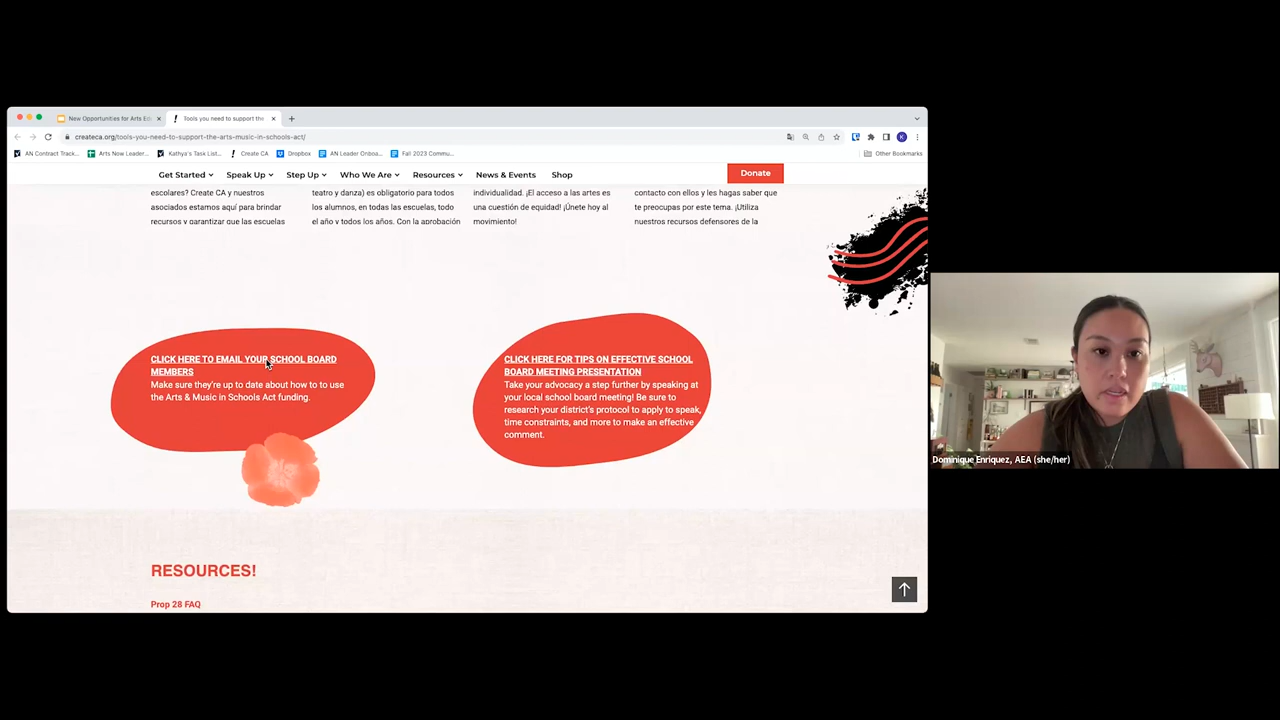 New Opportunities for Arts Ed
Tools you need to support the
createca.org/tools-you-need-to-support-the-arts-music-in-schools-act/
K
AN Contract Track...
Arts Now Leader...
Kathya's Task List...
Create CA
Dropbox
AN Leader Onboa...
Fall 2023 Commu...
Other Bookmarks
Get Started
Speak Up
Step Up
Who We Are
Resources
News & Events
Shop
Donate
escolares? Create CA y nuestros
asociados estamos aquí para brindar
recursos y garantizar que las escuelas
teatro y danza) es obligatorio para todos
los alumnos, en todas las escuelas, todo
el año y todos los años. Con la aprobación
individualidad. ¡El acceso a las artes es
una cuestión de equidad! ¡Únete hoy al
movimiento!
contacto con ellos y les hagas saber que
te preocupas por este tema. ¡Utiliza
nuestros recursos defensores de la
CLICK HERE TO EMAIL YOUR SCHOOL BOARD
MEMBERS
Make sure they're up to date about how to to use
the Arts & Music in Schools Act funding.
CLICK HERE FOR TIPS ON EFFECTIVE SCHOOL
BOARD MEETING PRESENTATION
Take your advocacy a step further by speaking at
your local school board meeting! Be sure to
research your district's protocol to apply to speak,
time constraints, and more to make an effective
comment.
RESOURCES!
Prop 28 FAQ
Dominique Enriquez, AEA (she/her)